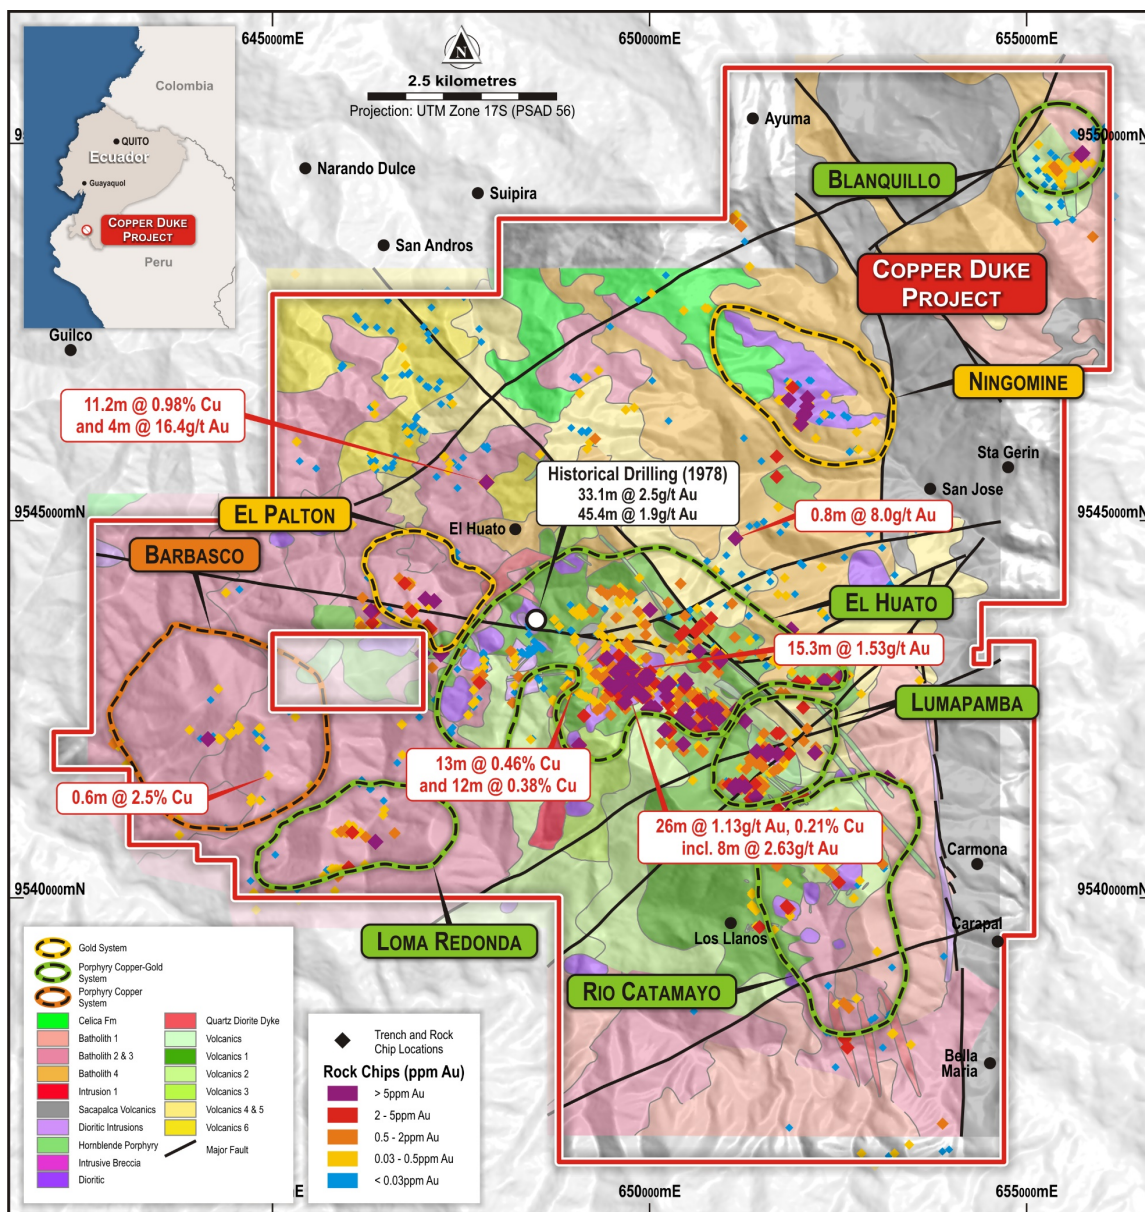 645000mE
650000mE
655000mE
Colombia
QUITO
Ecuador
Guayaquol
COPPER DUKE
PROJECT
Peru
N
2.5 kilometres
Projection: UTM Zone 17S (PSAD 56)
Ayuma
9550000mN
Narando Dulce
Suipira
BLANQUILLO
San Andros
COPPER DUKE
PROJECT
Guilco
NINGOMINE
11.2m @ 0.98% Cu
and 4m @ 16.4g/t Au
Historical Drilling (1978)
33.1m @ 2.5g/t Au
45.4m @ 1.9g/t Au
Sta Gerin
San Jose
9545000mN
EL PALTON
El Huato
0.8m @ 8.0g/t Au
9545000mN
BARBASCO
EL HUATO
15.3m @ 1.53g/t Au
LUMAPAMBA
13m @ 0.46% Cu
and 12m @ 0.38% Cu
0.6m @ 2.5% Cu
26m @ 1.13g/t Au, 0.21% Cu
incl. 8m @ 2.63g/t Au
Carmona
9540000mN
9540000mN
Carapal
Los Llanos
LOMA REDONDA
RIO CATAMAYO
Bella
Maria
Gold System
Porphyry Copper-Gold
System
Porphyry Copper
System
Celica Fm
Batholith 1
Batholith 2 & 3
Batholith 4
Intrusion 1
Sacapalca Volcanics
Dioritic Intrusions
Hornblende Porphyry
Intrusive Breccia
Dioritic
Quartz Diorite Dyke
Volcanics
Volcanics 1
Volcanics 2
Volcanics 3
Volcanics 4 & 5
Volcanics 6
Major Fault
Trench and Rock
Chip Locations
Rock Chips (ppm Au)
> 5ppm Au
2 - 5ppm Au
0.5 - 2ppm Au
0.03 - 0.5ppm Au
< 0.03ppm Au
645000mE
650000mE
655000mE